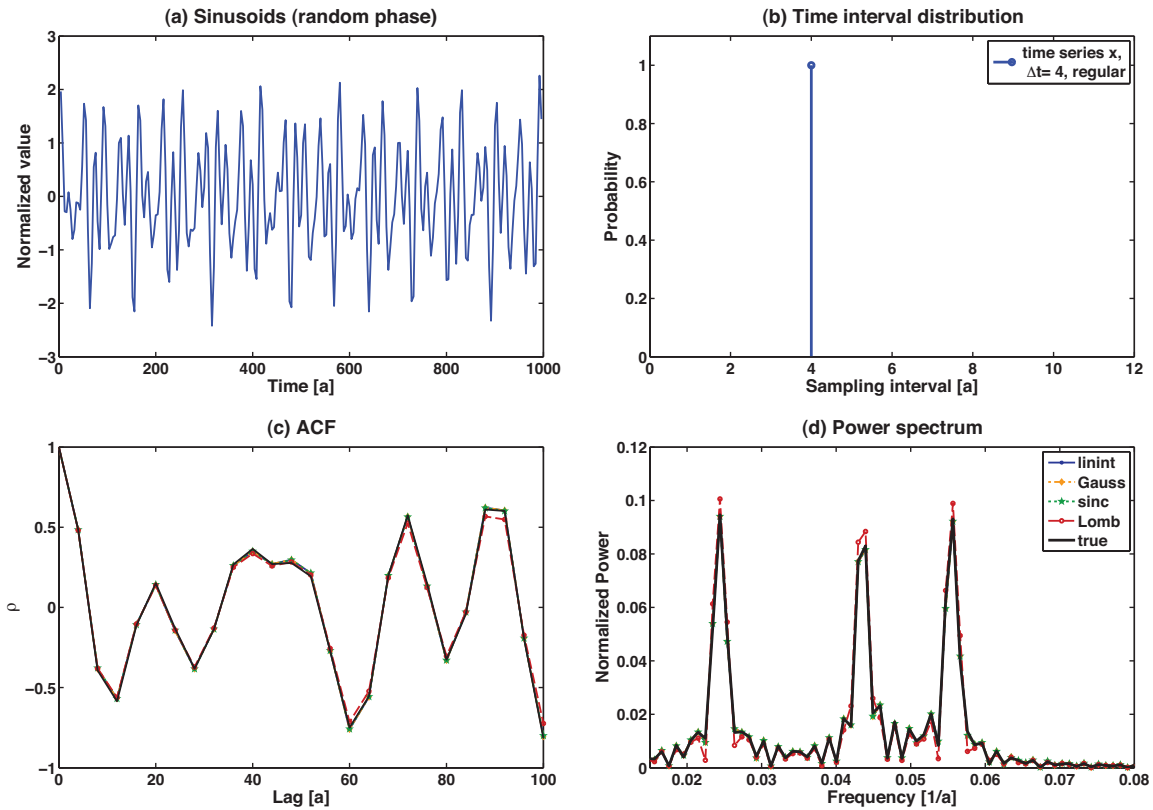 (a) Sinusoids (random phase)
3
2
1
0
−1
−2
−3
Normalized value
0
200
400
600
800
1000
Time [a]
(b) Time interval distribution
1
0.8
0.6
0.4
0.2
0
Probability
time series x,
Δt= 4, regular
0
2
4
6
8
10
12
Sampling interval [a]
(c) ACF
1
0.5
0
−0.5
−1
ρ
0
20
40
60
80
100
Lag [a]
(d) Power spectrum
0.12
0.1
0.08
0.06
0.04
0.02
0
Normalized Power
linint
Gauss
sinc
Lomb
true
0.02
0.03
0.04
0.05
0.06
0.07
0.08
Frequency [1/a]